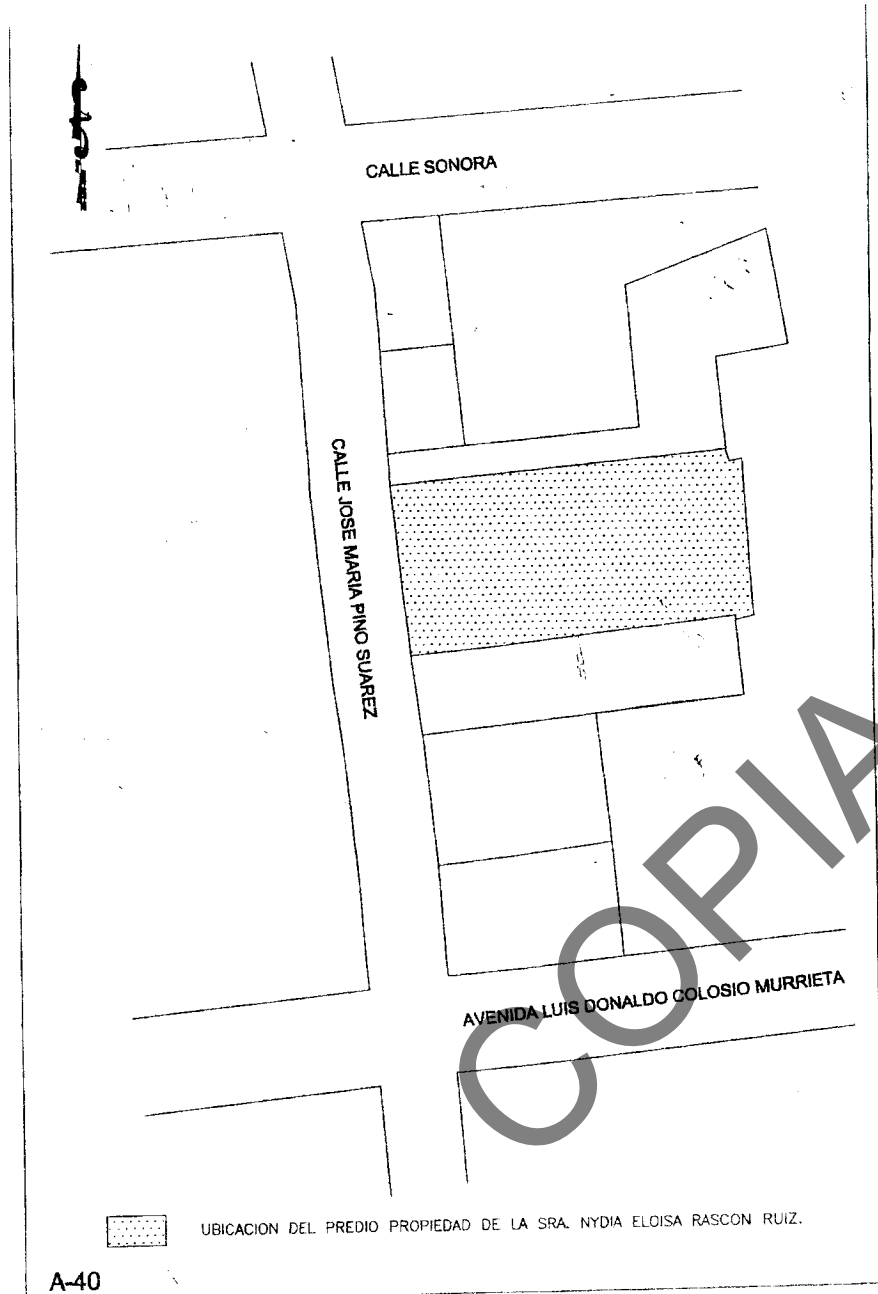 CALLE SONORA
CALLE JOSE MARIA PINO SUAREZ
AVENIDA LUIS DONALDO COLOSIO MURRIETA
COPIA
UBICACION DEL PREDIO PROPIEDAD DE LA SRA. NYDIA ELOISA RASCON RUIZ.
A-40